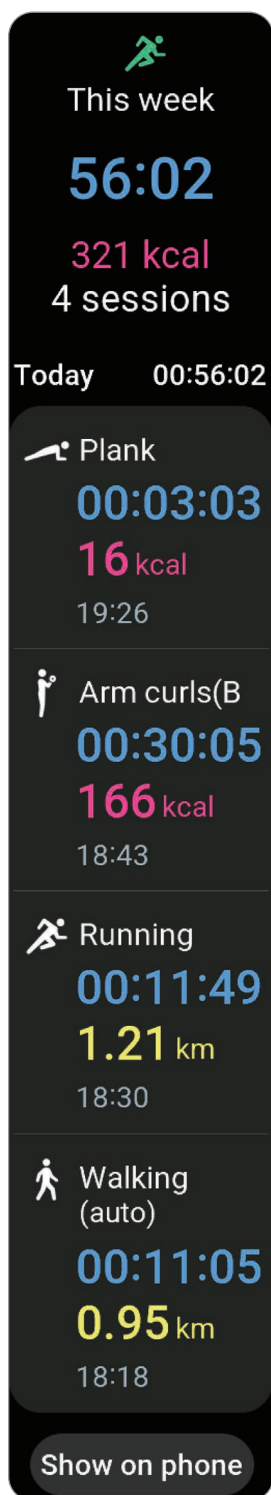 This week
56:02
321 kcal
4 sessions
Today 00:56:02
Plank
00:03:03
16 kcal
19:26
Arm curls(B
00:30:05
166 kcal
18:43
Running
00:11:49
1.21 km
18:30
Walking
(auto)
00:11:05
0.95 km
18:18
Show on phone